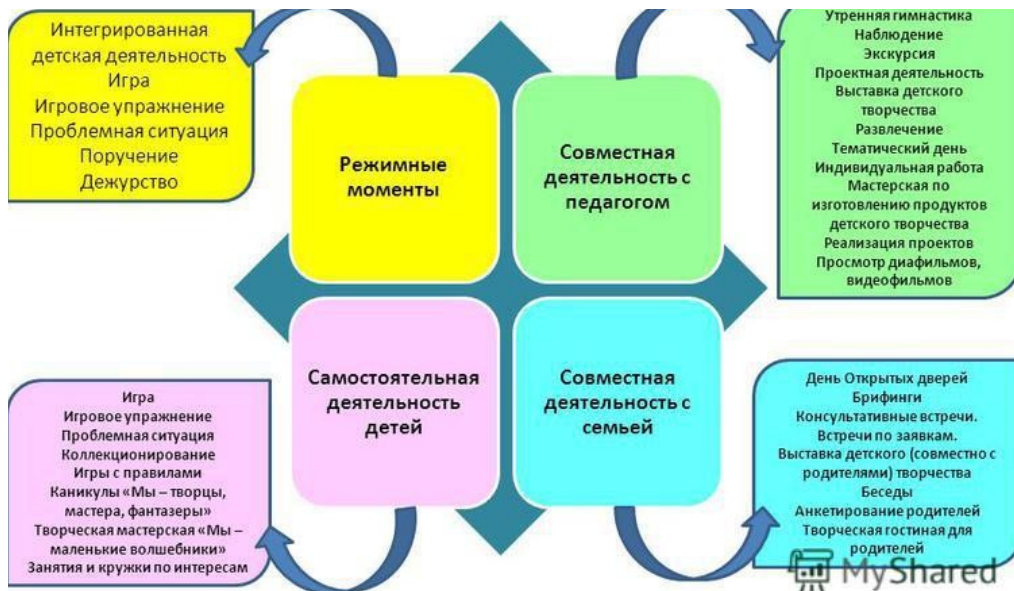 Интегрированная
детская деятельность
Игра
Игровое упражнение
Проблемная ситуация
Поручение
Дежурство
Режимные
моменты
Совместная
деятельность с
педагогом
Утренняя гимнастика
Наблюдение
Экскурсия
Проектная деятельность
Выставка детского
творчества
Развлечение
Тематический день
Индивидуальная работа
Мастерская по
изготовлению продуктов
детского творчества
Реализация проектов
Просмотр диафильмов,
видеофильмов
Игра
Игровое упражнение
Проблемная ситуация
Коллекционирование
Игры с правилами
Каникулы «Мы – творцы,
мастера, фантазеры»
Творческая мастерская «Мы –
маленькие волшебники»
Занятия и кружки по интересам
Самостоятельная
деятельность
детей
Совместная
деятельность с
семьей
День Открытых дверей
Брифинги
Консультативные встречи.
Встречи по заявкам.
Выставка детского (совместно с
родителями) творчества
Беседы
Анкетирование родителей
Творческая гостиная для
родителей
MyShared